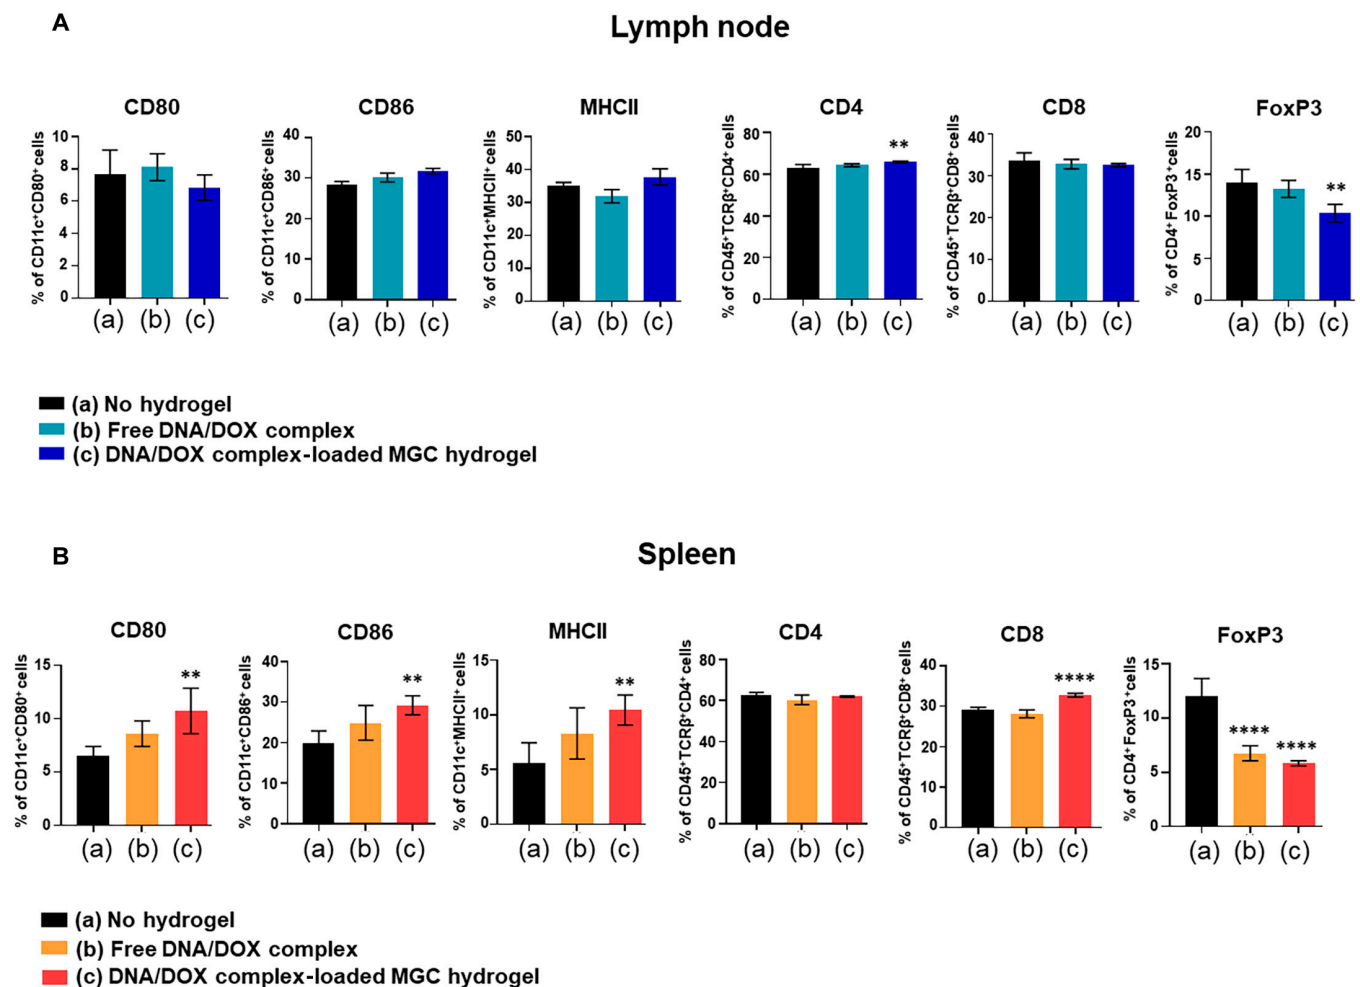 A
Lymph node
CD80
CD86
MHCII
CD4
CD8
FoxP3
% of CD11c⁺CD80⁺ cells
10
8
6
4
2
0
(a) (b) (c)
% of CD11c⁺CD86⁺ cells
40
30
20
10
0
(a) (b) (c)
% of CD11c⁺MHCII⁺ cells
50
40
30
20
10
0
(a) (b) (c)
% of CD45⁺TCRβ⁺CD4⁺ cells
80
60
40
20
0
**
(a) (b) (c)
% of CD45⁺TCRβ⁺CD8⁺ cells
40
30
20
10
0
(a) (b) (c)
% of CD4⁺FoxP3⁺cells
20
15
10
5
0
**
(a) (b) (c)
(a) No hydrogel
(b) Free DNA/DOX complex
(c) DNA/DOX complex-loaded MGC hydrogel
B
Spleen
CD80
CD86
MHCII
CD4
CD8
FoxP3
% of CD11c⁺CD80⁺ cells
15
10
5
0
**
(a) (b) (c)
% of CD11c⁺CD86⁺ cells
40
30
20
10
0
**
(a) (b) (c)
% of CD11c⁺MHCII⁺ cells
15
10
5
0
**
(a) (b) (c)
% of CD45⁺TCRβ⁺CD4⁺ cells
80
60
40
20
0
(a) (b) (c)
% of CD45⁺TCRβ⁺CD8⁺ cells
40
30
20
10
0
****
(a) (b) (c)
% of CD4⁺FoxP3⁺cells
15
10
5
0
**** ****
(a) (b) (c)
(a) No hydrogel
(b) Free DNA/DOX complex
(c) DNA/DOX complex-loaded MGC hydrogel